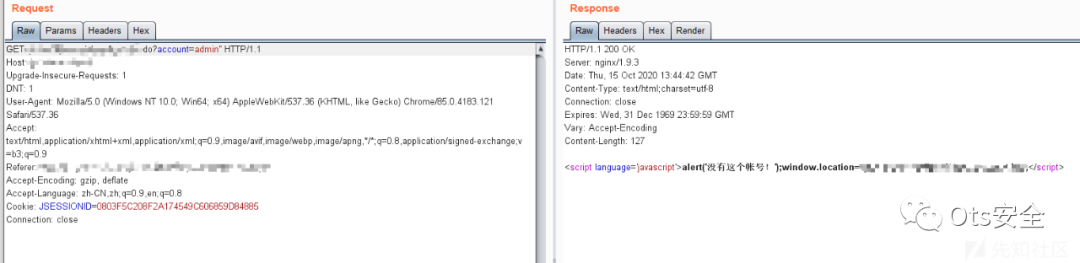 Request
Raw Params Headers Hex
GET do?account=admin" HTTP/1.1
Host
Upgrade-Insecure-Requests: 1
DNT: 1
User-Agent: Mozilla/5.0 (Windows NT 10.0; Win64; x64) AppleWebKit/537.36 (KHTML, like Gecko) Chrome/85.0.4183.121
Safari/537.36
Accept:
text/html,application/xhtml+xml,application/xml;q=0.9,image/avif,image/webp,image/apng,*/*;q=0.8,application/signed-exchange;v
=b3;q=0.9
Referer:
Accept-Encoding: gzip, deflate
Accept-Language: zh-CN,zh;q=0.9,en;q=0.8
Cookie: JSESSIONID=0803F5C208F2A174549C606859D84885
Connection: close
Response
Raw Headers Hex Render
HTTP/1.1 200 OK
Server: nginx/1.9.3
Date: Thu, 15 Oct 2020 13:44:42 GMT
Content-Type: text/html;charset=utf-8
Connection: close
Expires: Wed, 31 Dec 1969 23:59:59 GMT
Vary: Accept-Encoding
Content-Length: 127
<script language='javascript'>alert('没有这个帐号！');window.location= </script>
Ots安全
先知社区